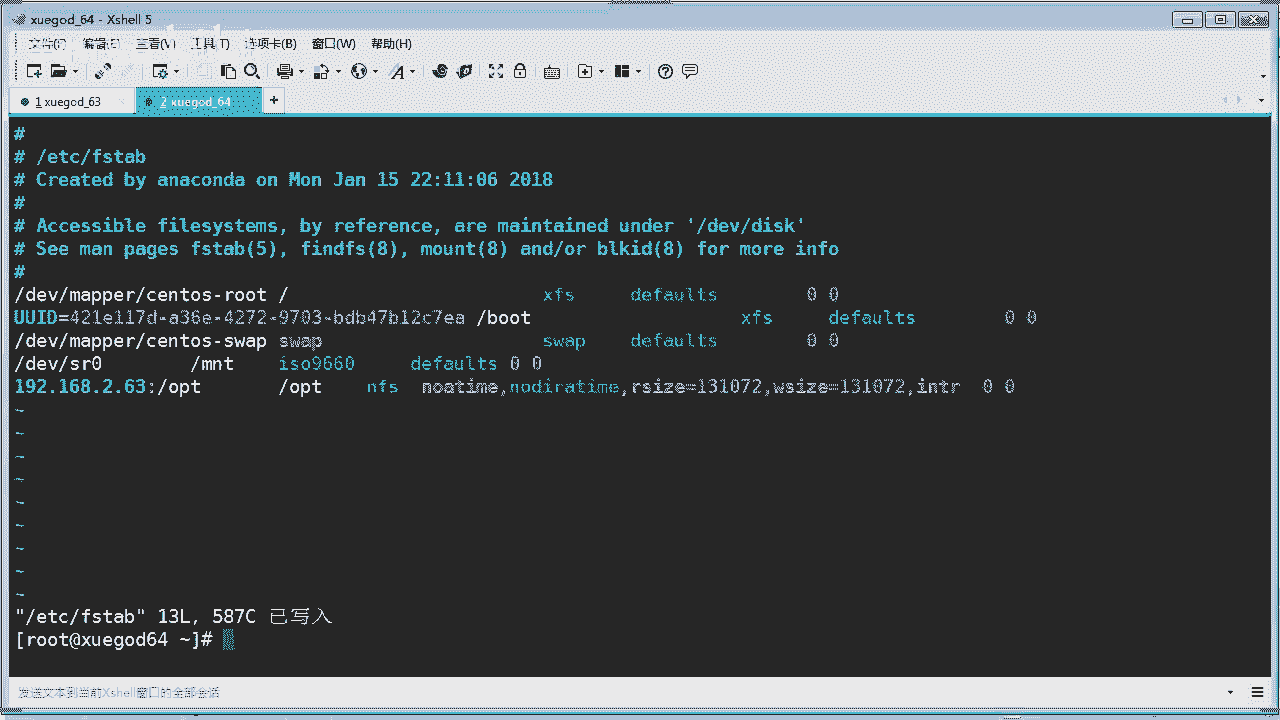 xuegod_64 - Xshell 5
文件(F) 编辑(E) 查看(V) 工具(T) 选项卡(B) 窗口(W) 帮助(H)
1 xuegod_63 2 xuegod_64 +
#
# /etc/fstab
# Created by anaconda on Mon Jan 15 22:11:06 2018
#
# Accessible filesystems, by reference, are maintained under '/dev/disk'
# See man pages fstab(5), findfs(8), mount(8) and/or blkid(8) for more info
#
/dev/mapper/centos-root / xfs defaults 0 0
UUID=421e117d-a36e-4272-9703-bdb47b12c7ea /boot xfs defaults 0 0
/dev/mapper/centos-swap swap swap defaults 0 0
/dev/sr0 /mnt iso9660 defaults 0 0
192.168.2.63:/opt /opt nfs noatime,nodiratime,rsize=131072,wsize=131072,intr 0 0
~
~
~
~
~
~
~
~
~
"/etc/fstab" 13L, 587C 已写入
[root@xuegod64 ~]#
发送文本到当前Xshell窗口的全部会话